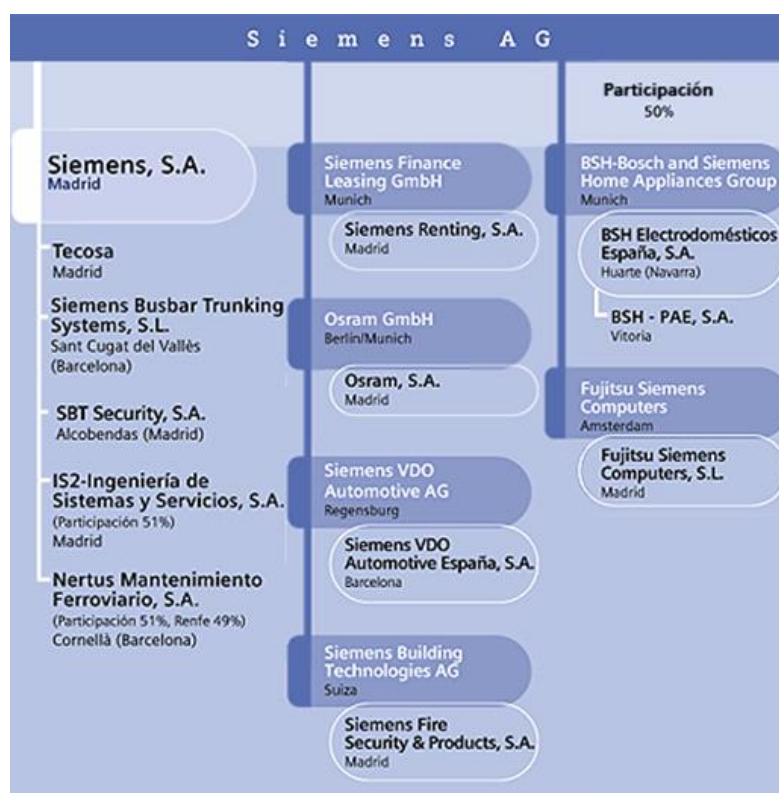 Siemens AG
Siemens, S.A.
Madrid
Tecosa
Madrid
Siemens Busbar Trunking
Systems, S.L.
Sant Cugat del Vallès
(Barcelona)
SBT Security, S.A.
Alcobendas (Madrid)
IS2-Ingeniería de
Sistemas y Servicios, S.A.
(Participación 51%)
Madrid
Nertus Mantenimiento
Ferroviario, S.A.
(Participación 51%, Renfe 49%)
Cornellà (Barcelona)
Siemens Finance
Leasing GmbH
Munich
Siemens Renting, S.A.
Madrid
Osram GmbH
Berlín/Munich
Osram, S.A.
Madrid
Siemens VDO
Automotive AG
Regensburg
Siemens VDO
Automotive España, S.A.
Barcelona
Siemens Building
Technologies AG
Suiza
Siemens Fire
Security & Products, S.A.
Madrid
Participación
50%
BSH-Bosch and Siemens
Home Appliances Group
Munich
BSH Electrodomésticos
España, S.A.
Huarte (Navarra)
BSH - PAE, S.A.
Vitoria
Fujitsu Siemens
Computers
Amsterdam
Fujitsu Siemens
Computers, S.L.
Madrid